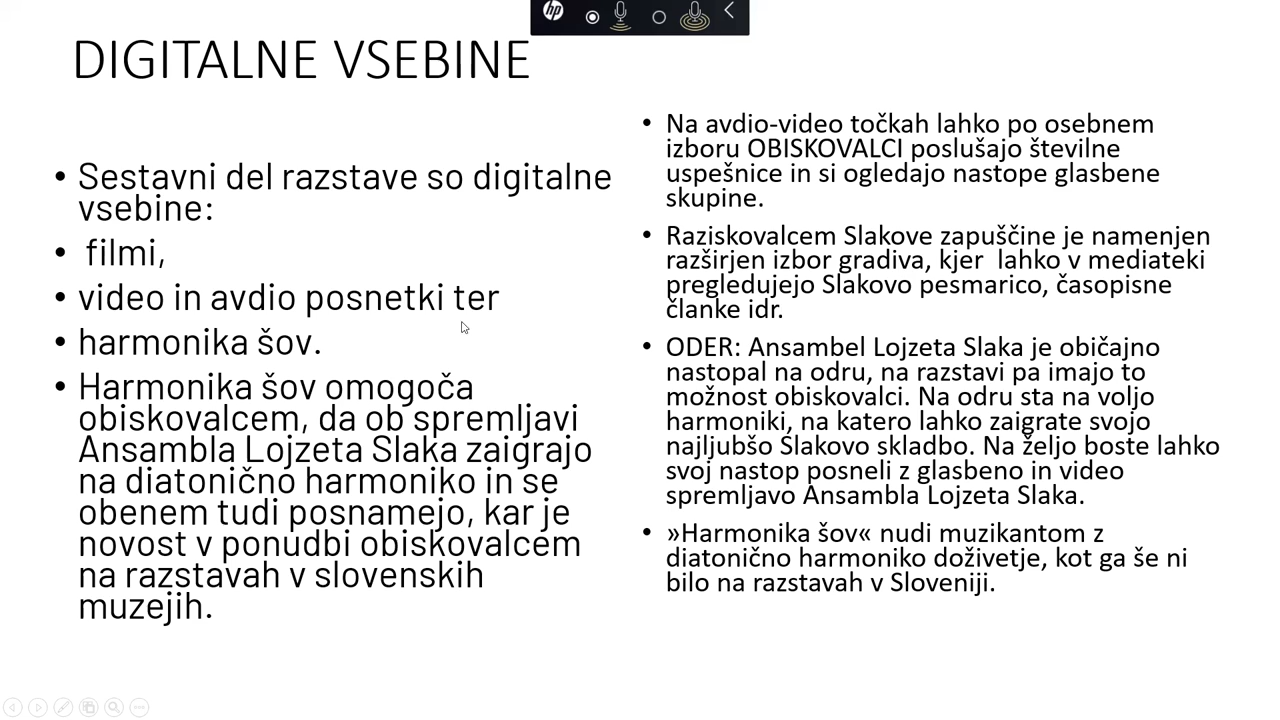 hp
DIGITALNE VSEBINE
• Sestavni del razstave so digitalne
vsebine:
• filmi,
• video in avdio posnetki ter
• harmonika šov.
• Harmonika šov omogoča
obiskovalcem, da ob spremljavi
Ansambla Lojzeta Slaka zaigrajo
na diatonično harmoniko in se
obenem tudi posnamejo, kar je
novost v ponudbi obiskovalcem
na razstavah v slovenskih
muzejih.
• Na avdio-video točkah lahko po osebnem
izboru OBISKOVALCI poslušajo številne
uspešnice in si ogledajo nastope glasbene
skupine.
• Raziskovalcem Slakove zapuščine je namenjen
razširjen izbor gradiva, kjer lahko v mediateki
pregledujejo Slakovo pesmarico, časopisne
članke idr.
• ODER: Ansambel Lojzeta Slaka je običajno
nastopal na odru, na razstavi pa imajo to
možnost obiskovalci. Na odru sta na voljo
harmoniki, na katero lahko zaigrate svojo
najljubšo Slakovo skladbo. Na željo boste lahko
svoj nastop posneli z glasbeno in video
spremljavo Ansambla Lojzeta Slaka.
• »Harmonika šov« nudi muzikantom z
diatonično harmoniko doživetje, kot ga še ni
bilo na razstavah v Sloveniji.